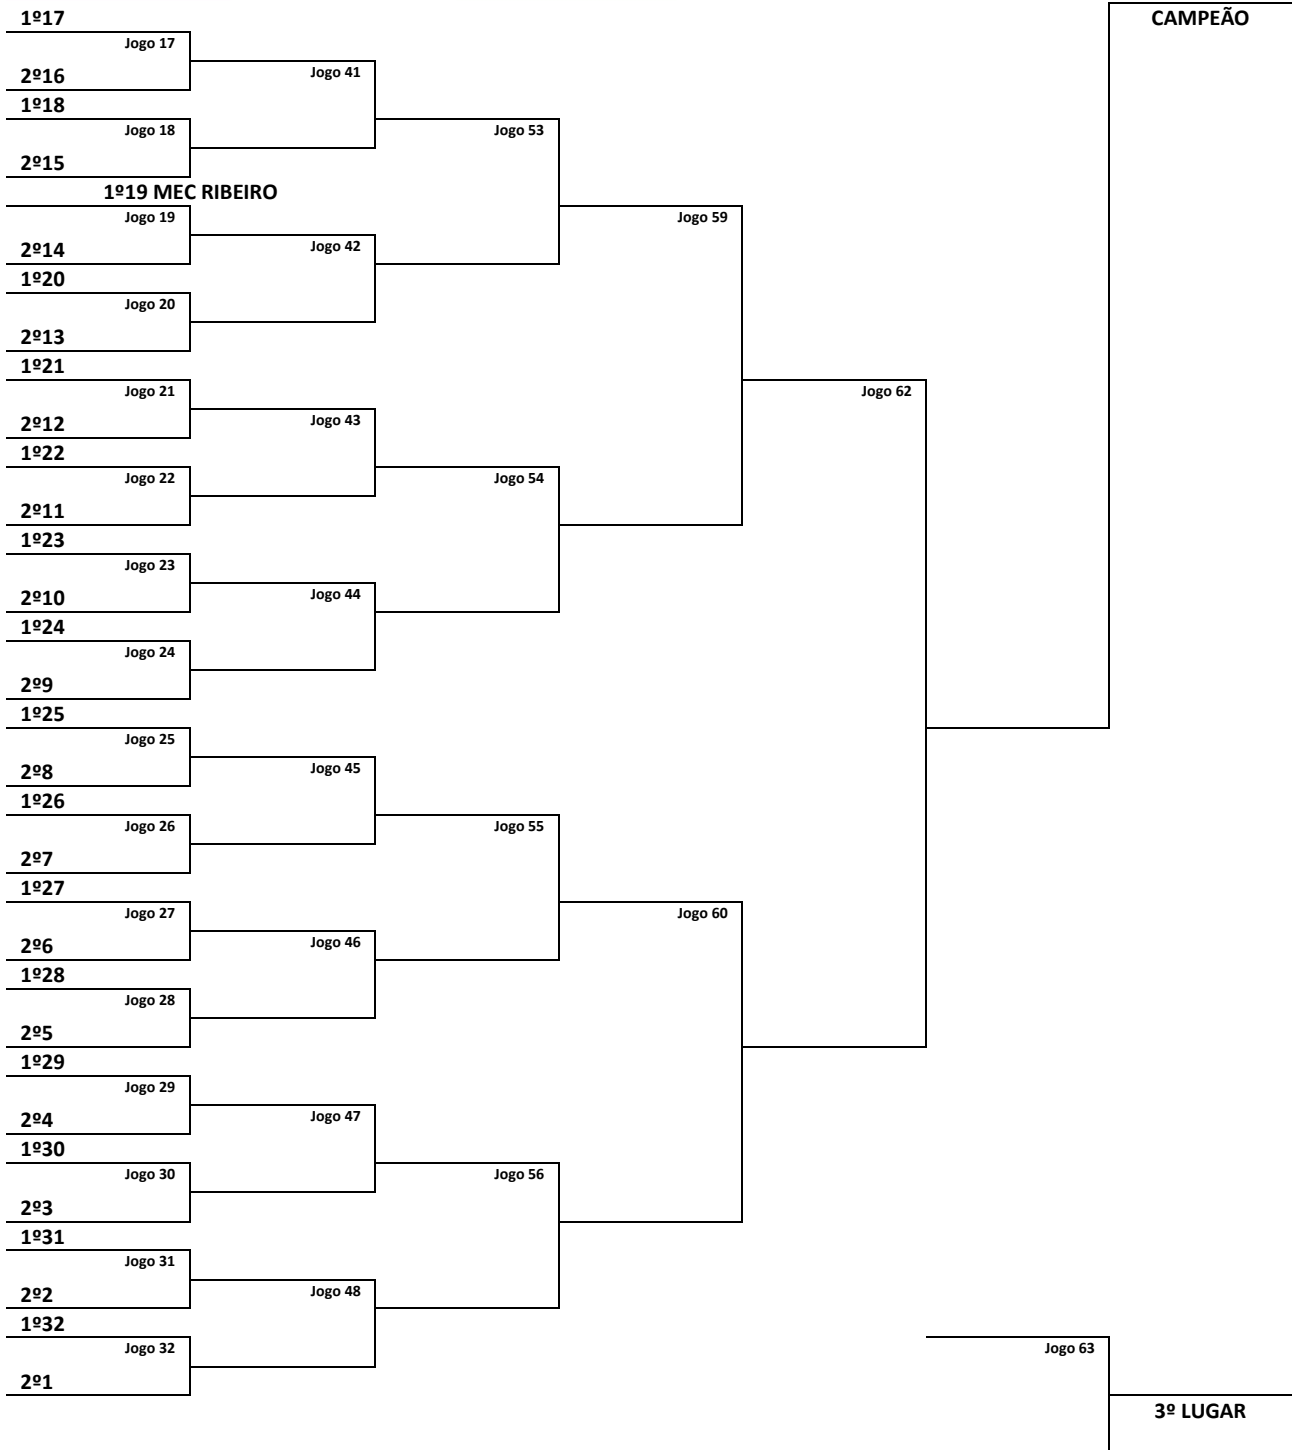 1º17
CAMPEÃO
Jogo 17
2º16
Jogo 41
1º18
Jogo 18
Jogo 53
2º15
1º19 MEC RIBEIRO
Jogo 19
Jogo 59
2º14
Jogo 42
1º20
Jogo 20
2º13
1º21
Jogo 21
Jogo 62
2º12
Jogo 43
1º22
Jogo 22
Jogo 54
2º11
1º23
Jogo 23
2º10
Jogo 44
1º24
Jogo 24
2º9
1º25
Jogo 25
2º8
Jogo 45
1º26
Jogo 26
Jogo 55
2º7
1º27
Jogo 27
Jogo 60
2º6
Jogo 46
1º28
Jogo 28
2º5
1º29
Jogo 29
2º4
Jogo 47
1º30
Jogo 30
Jogo 56
2º3
1º31
Jogo 31
2º2
Jogo 48
1º32
Jogo 32
Jogo 63
2º1
3º LUGAR